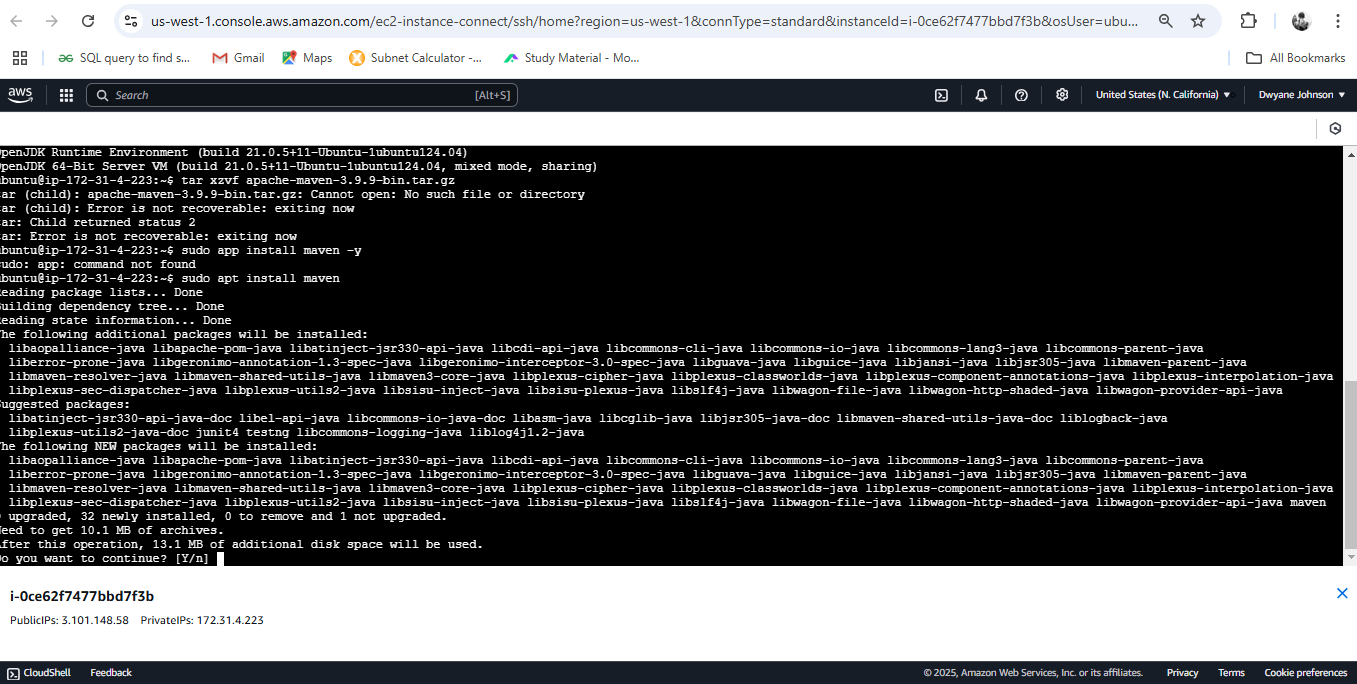 us-west-1.console.aws.amazon.com/ec2-instance-connect/ssh/home?region=us-west-1&connType=standard&instanceId=i-0ce62f7477bbd7f3b&osUser=ubu...
SQL query to find s... Gmail Maps Subnet Calculator -... Study Material - Mo... All Bookmarks
aws Search [Alt+S] United States (N. California) Dwyane Johnson
OpenJDK Runtime Environment (build 21.0.5+11-Ubuntu-1ubuntu124.04)
OpenJDK 64-Bit Server VM (build 21.0.5+11-Ubuntu-1ubuntu124.04, mixed mode, sharing)
ubuntu@ip-172-31-4-223:~$ tar xzvf apache-maven-3.9.9-bin.tar.gz
tar (child): apache-maven-3.9.9-bin.tar.gz: Cannot open: No such file or directory
tar (child): Error is not recoverable: exiting now
tar: Child returned status 2
tar: Error is not recoverable: exiting now
ubuntu@ip-172-31-4-223:~$ sudo app install maven -y
sudo: app: command not found
ubuntu@ip-172-31-4-223:~$ sudo apt install maven
Reading package lists... Done
Building dependency tree... Done
Reading state information... Done
The following additional packages will be installed:
libaopalliance-java libapache-pom-java libatinject-jsr330-api-java libcdi-api-java libcommons-cli-java libcommons-io-java libcommons-lang3-java libcommons-parent-java
liberror-prone-java libgeronimo-annotation-1.3-spec-java libgeronimo-interceptor-3.0-spec-java libguava-java libguice-java libjansi-java libjsr305-java libmaven-parent-java
libmaven-resolver-java libmaven-shared-utils-java libmaven3-core-java libplexus-cipher-java libplexus-classworlds-java libplexus-component-annotations-java libplexus-interpolation-java
libplexus-sec-dispatcher-java libplexus-utils2-java libsisu-inject-java libsisu-plexus-java libslf4j-java libwagon-file-java libwagon-http-shaded-java libwagon-provider-api-java
Suggested packages:
libatinject-jsr330-api-java-doc libel-api-java libcommons-io-java-doc libasm-java libcglib-java libjsr305-java-doc libmaven-shared-utils-java-doc liblogback-java
libplexus-utils2-java-doc junit4 testng libcommons-logging-java liblog4j1.2-java
The following NEW packages will be installed:
libaopalliance-java libapache-pom-java libatinject-jsr330-api-java libcdi-api-java libcommons-cli-java libcommons-io-java libcommons-lang3-java libcommons-parent-java
liberror-prone-java libgeronimo-annotation-1.3-spec-java libgeronimo-interceptor-3.0-spec-java libguava-java libguice-java libjansi-java libjsr305-java libmaven-parent-java
libmaven-resolver-java libmaven-shared-utils-java libmaven3-core-java libplexus-cipher-java libplexus-classworlds-java libplexus-component-annotations-java libplexus-interpolation-java
libplexus-sec-dispatcher-java libplexus-utils2-java libsisu-inject-java libsisu-plexus-java libslf4j-java libwagon-file-java libwagon-http-shaded-java libwagon-provider-api-java maven
0 upgraded, 32 newly installed, 0 to remove and 1 not upgraded.
Need to get 10.1 MB of archives.
After this operation, 13.1 MB of additional disk space will be used.
Do you want to continue? [Y/n]
i-0ce62f7477bbd7f3b
PublicIPs: 3.101.148.58 PrivateIPs: 172.31.4.223
CloudShell Feedback © 2025, Amazon Web Services, Inc. or its affiliates. Privacy Terms Cookie preferences